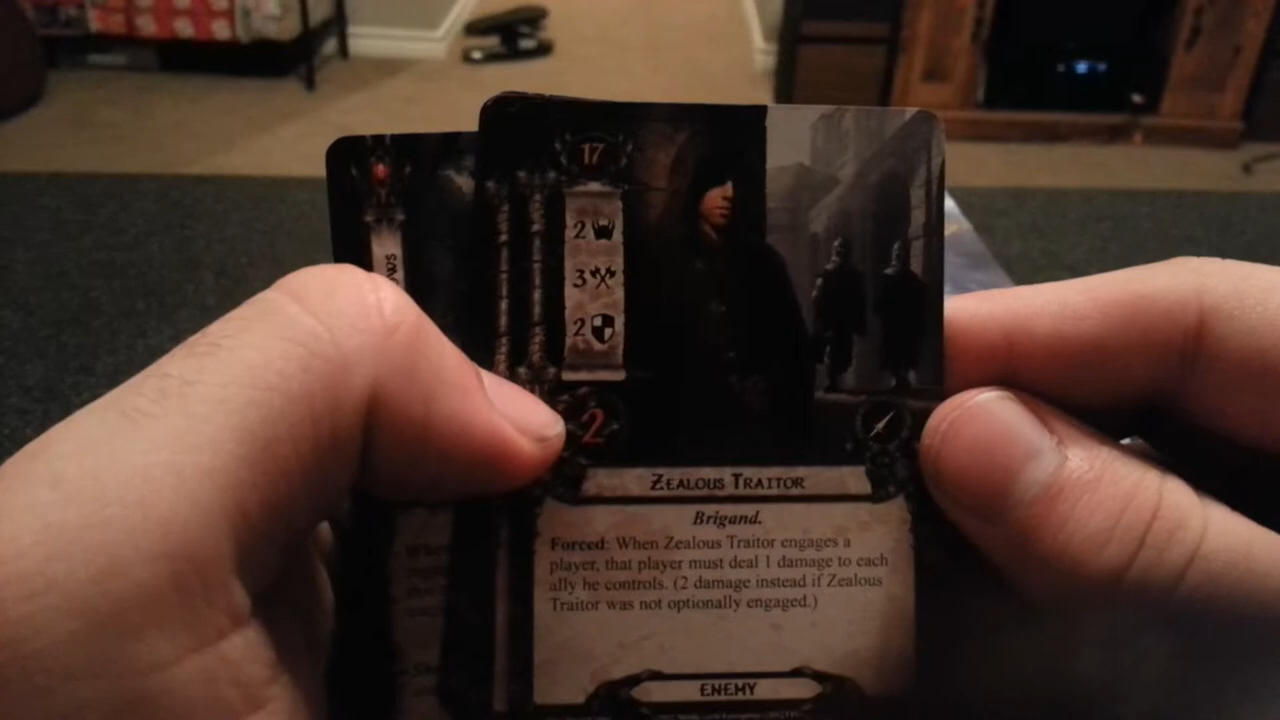 17
2
3
2
2
ZEALOUS TRAITOR
Brigand.
Forced: When Zealous Traitor engages a
player, that player must deal 1 damage to each
ally he controls. (2 damage instead if Zealous
Traitor was not optionally engaged.)
ENEMY